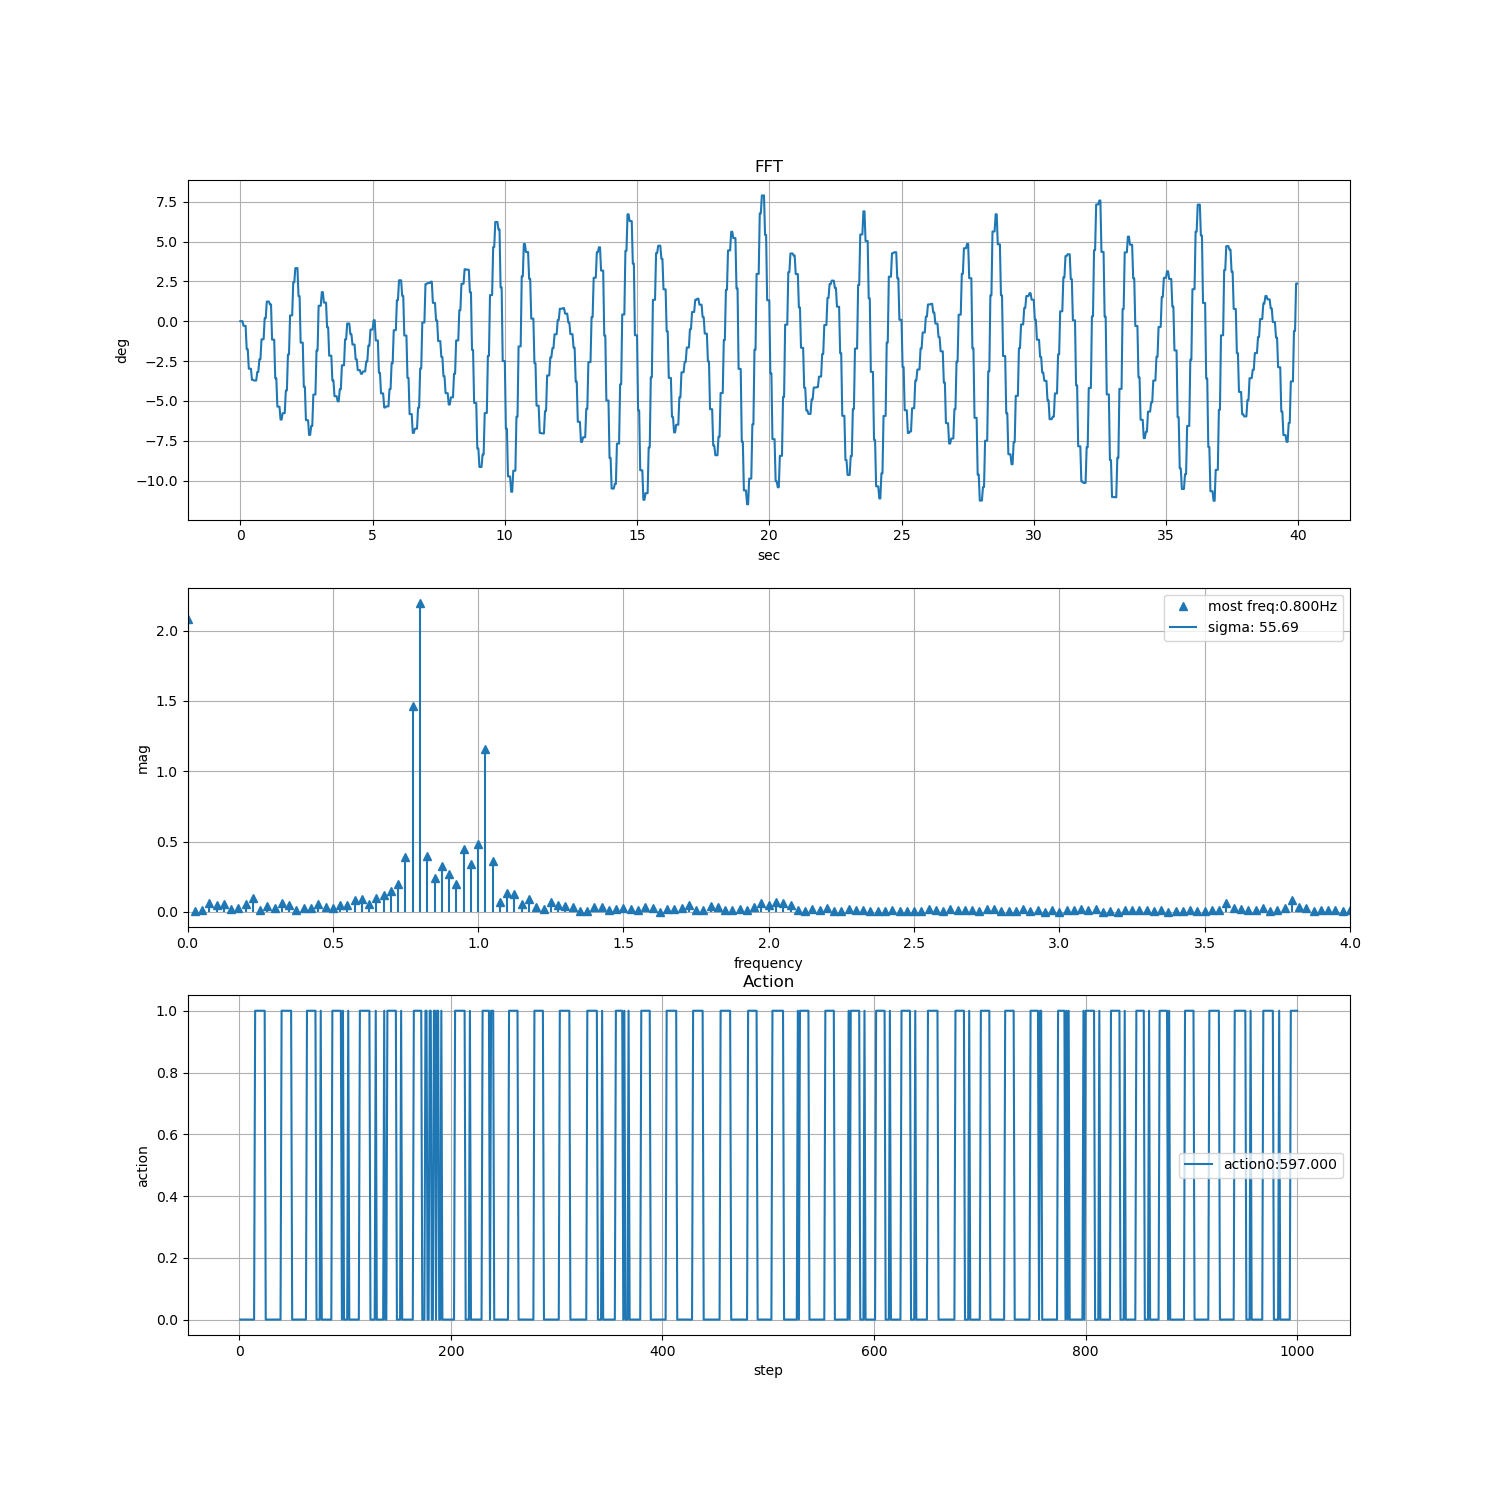 FFT
7.5
5.0
2.5
0.0
−2.5
−5.0
−7.5
−10.0
deg
0 5 10 15 20 25 30 35 40
sec
most freq:0.800Hz
sigma: 55.69
2.0
1.5
1.0
0.5
0.0
mag
0.0 0.5 1.0 1.5 2.0 2.5 3.0 3.5 4.0
frequency
Action
1.0
0.8
0.6
0.4
0.2
0.0
action
action0:597.000
0 200 400 600 800 1000
step